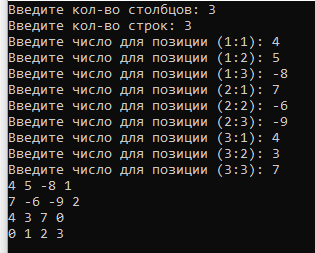 Введите кол-во столбцов: 3
Введите кол-во строк: 3
Введите число для позиции (1:1): 4
Введите число для позиции (1:2): 5
Введите число для позиции (1:3): -8
Введите число для позиции (2:1): 7
Введите число для позиции (2:2): -6
Введите число для позиции (2:3): -9
Введите число для позиции (3:1): 4
Введите число для позиции (3:2): 3
Введите число для позиции (3:3): 7
4 5 -8 1
7 -6 -9 2
4 3 7 0
0 1 2 3